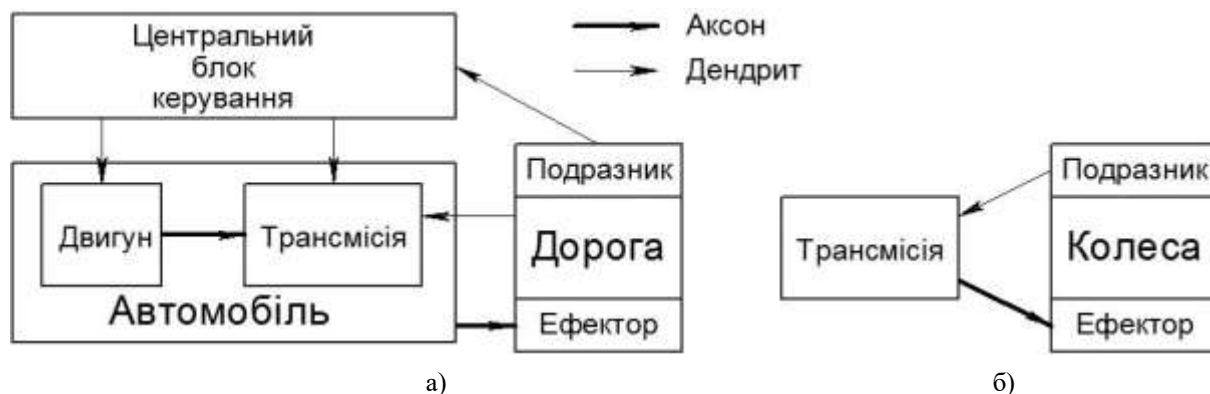 Центральний
блок
керування
Аксон
Дендрит
Двигун
Трансмісія
Автомобіль
Подразник
Дорога
Ефектор
Трансмісія
Подразник
Колеса
Ефектор
а)
б)